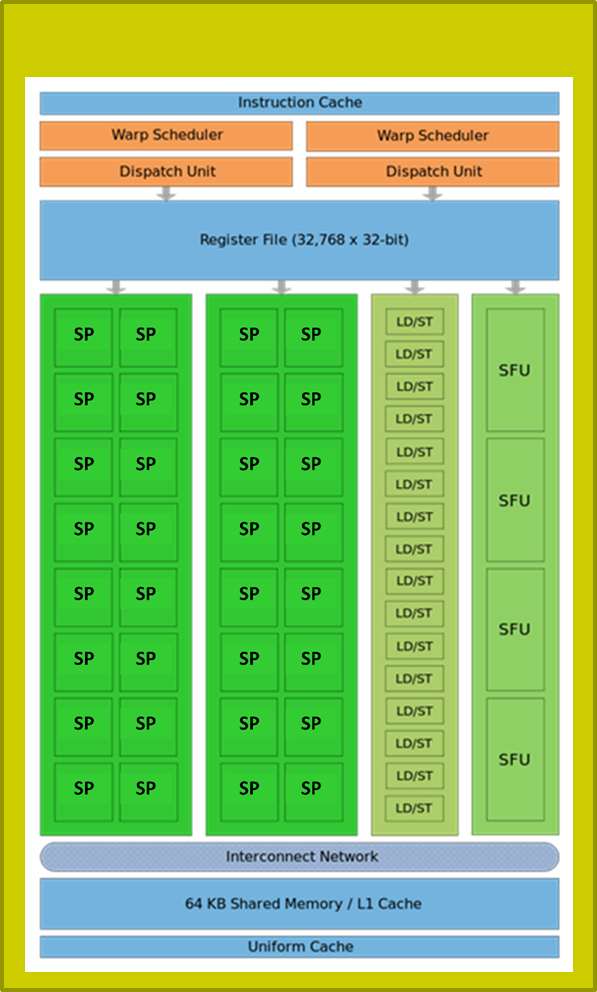 Instruction Cache
Warp Scheduler Warp Scheduler
Dispatch Unit Dispatch Unit
Register File (32,768 x 32-bit)
SP SP SP SP LD/ST SFU
LD/ST
SP SP SP SP LD/ST
LD/ST
SP SP SP SP LD/ST SFU
LD/ST
SP SP SP SP LD/ST
LD/ST
SP SP SP SP LD/ST SFU
LD/ST
SP SP SP SP LD/ST
LD/ST
SP SP SP SP LD/ST SFU
LD/ST
SP SP SP SP LD/ST
LD/ST
Interconnect Network
64 KB Shared Memory / L1 Cache
Uniform Cache